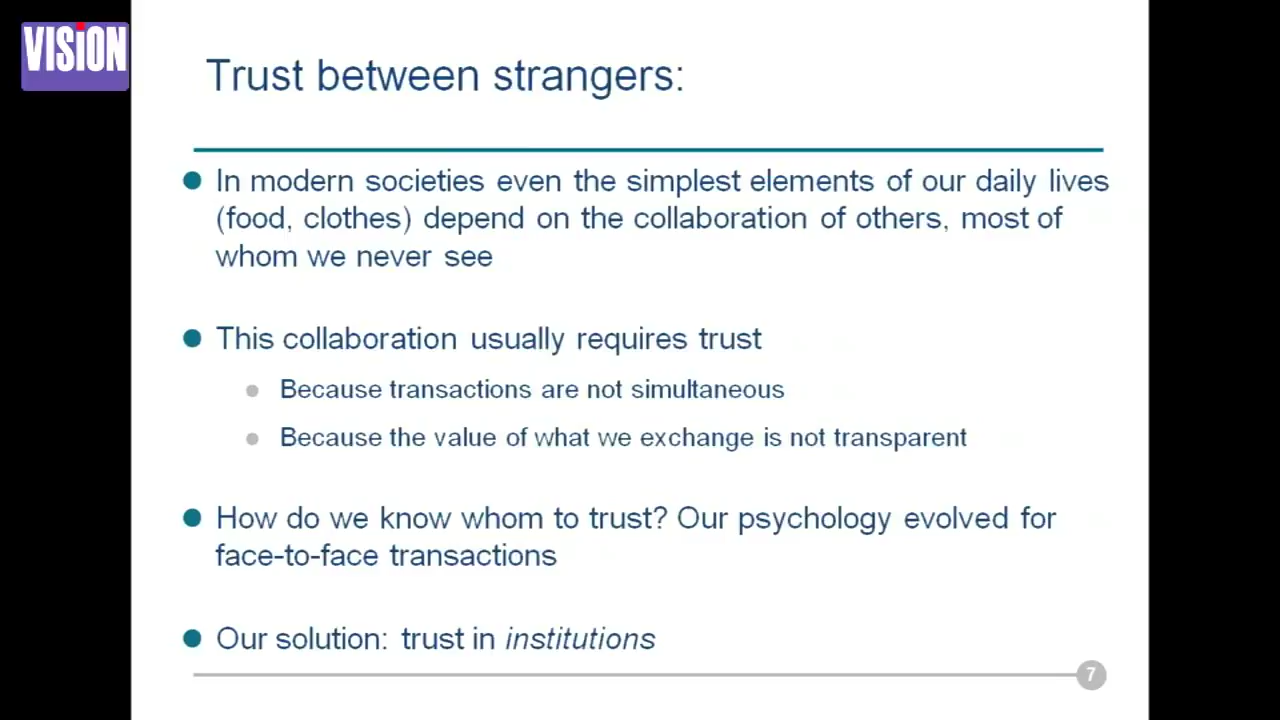 VISiON
Trust between strangers:
In modern societies even the simplest elements of our daily lives
(food, clothes) depend on the collaboration of others, most of
whom we never see
This collaboration usually requires trust
Because transactions are not simultaneous
Because the value of what we exchange is not transparent
How do we know whom to trust? Our psychology evolved for
face-to-face transactions
Our solution: trust in institutions
7